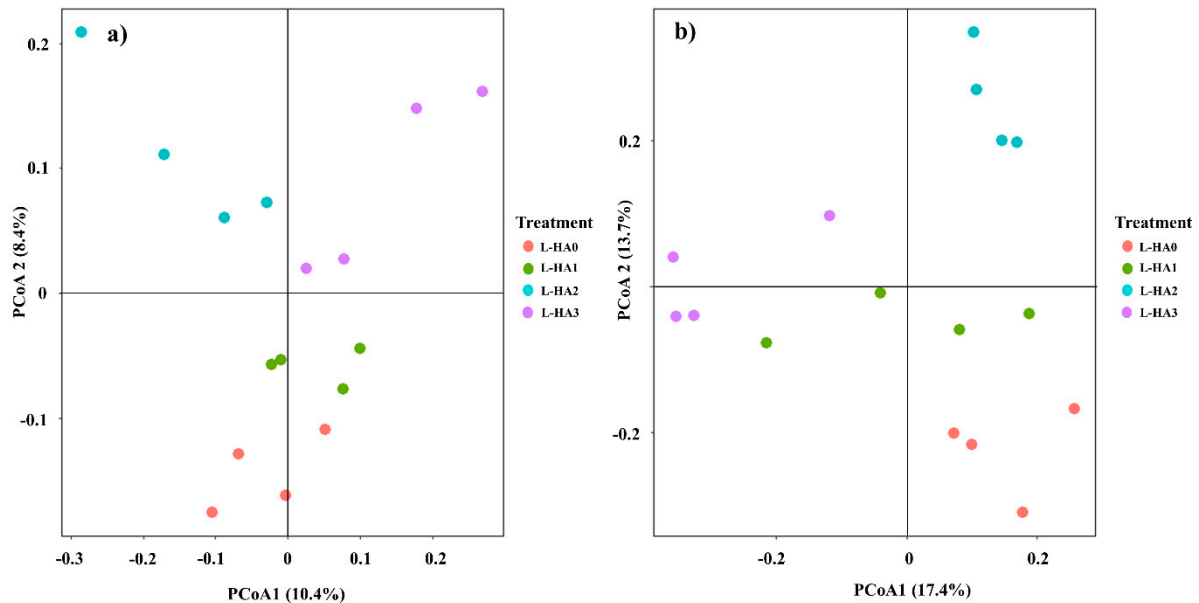 a)
0.2
0.1
0
-0.1
PCoA 2 (8.4%)
-0.3
-0.2
-0.1
0
0.1
0.2
PCoA1 (10.4%)
Treatment
L-HA0
L-HA1
L-HA2
L-HA3
b)
0.2
-0.2
PCoA 2 (13.7%)
-0.2
0
0.2
PCoA1 (17.4%)
Treatment
L-HA0
L-HA1
L-HA2
L-HA3